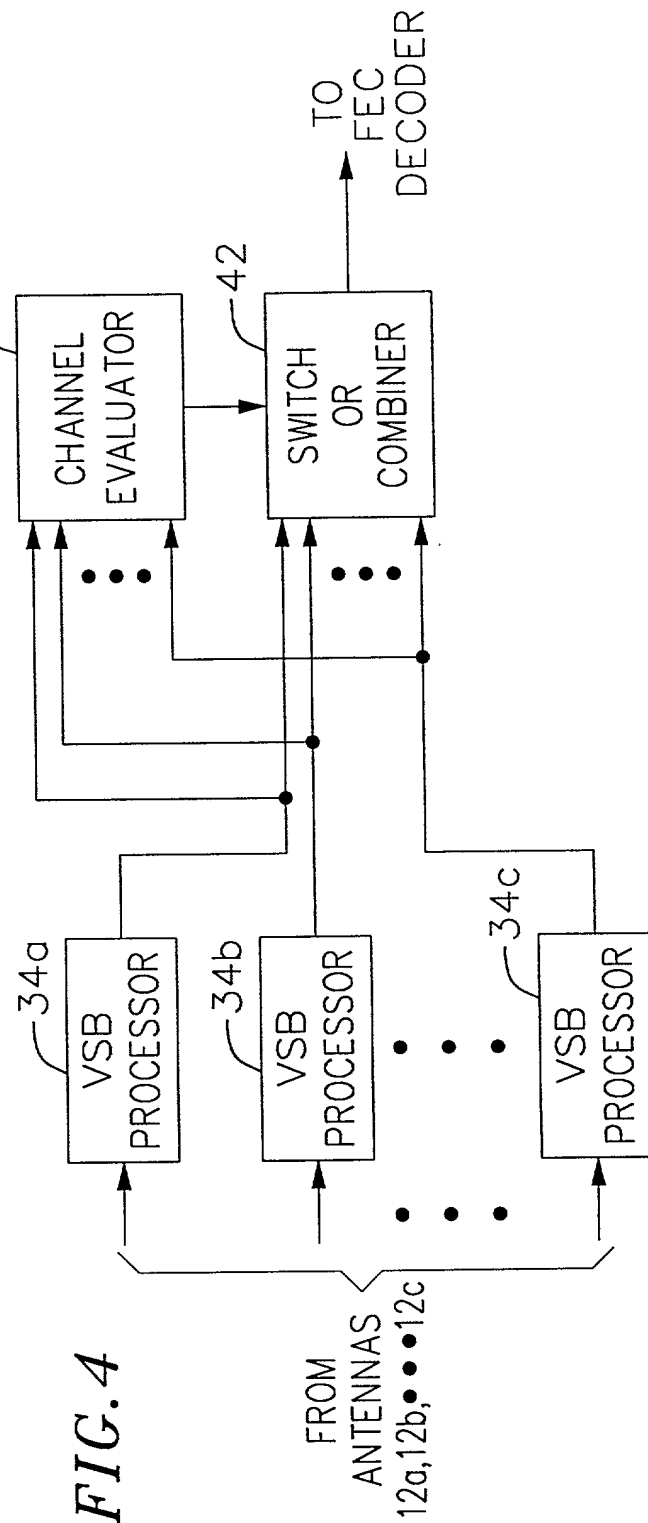 FIG. 4
FROM
ANTENNAS
12a,12b,•••12c
VSB
PROCESSOR
34a
VSB
PROCESSOR
34b
• • •
• • •
VSB
PROCESSOR
34c
CHANNEL
EVALUATOR
•••
SWITCH
OR
COMBINER
42
•••
TO
FEC
DECODER